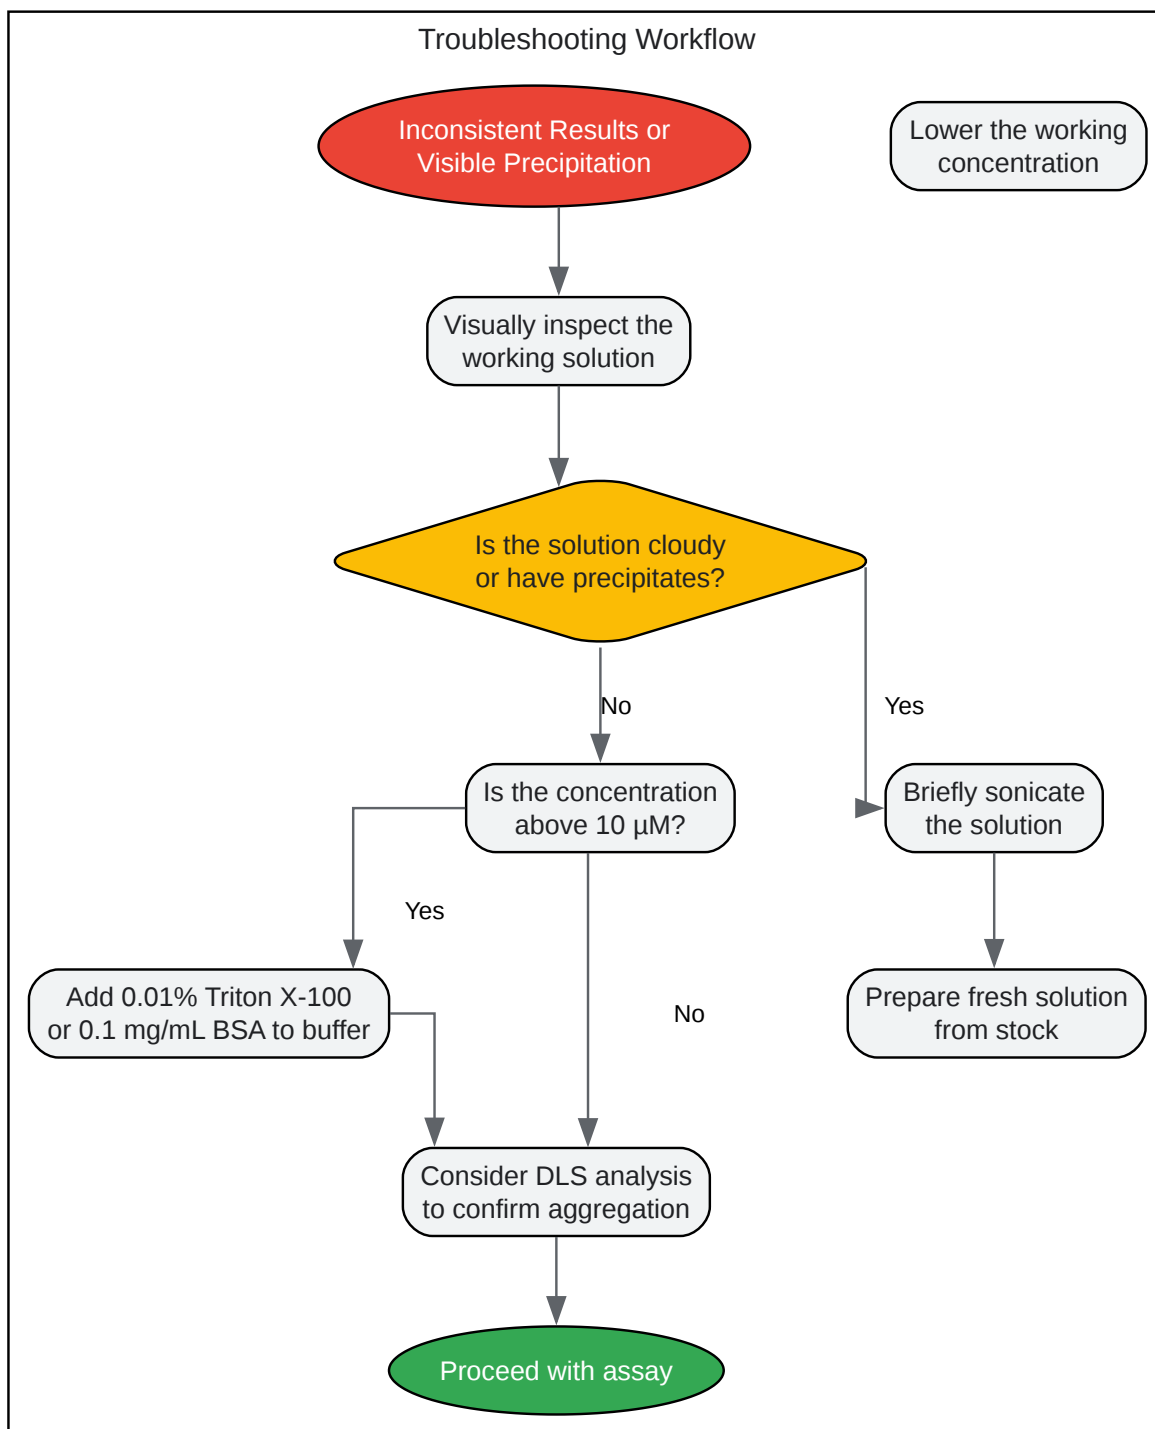 Troubleshooting Workflow
Inconsistent Results or
Visible Precipitation
Lower the working
concentration
Visually inspect the
working solution
Is the solution cloudy
or have precipitates?
No
Yes
Is the concentration
above 10 µM?
Briefly sonicate
the solution
Yes
No
Add 0.01% Triton X-100
or 0.1 mg/mL BSA to buffer
Prepare fresh solution
from stock
Consider DLS analysis
to confirm aggregation
Proceed with assay